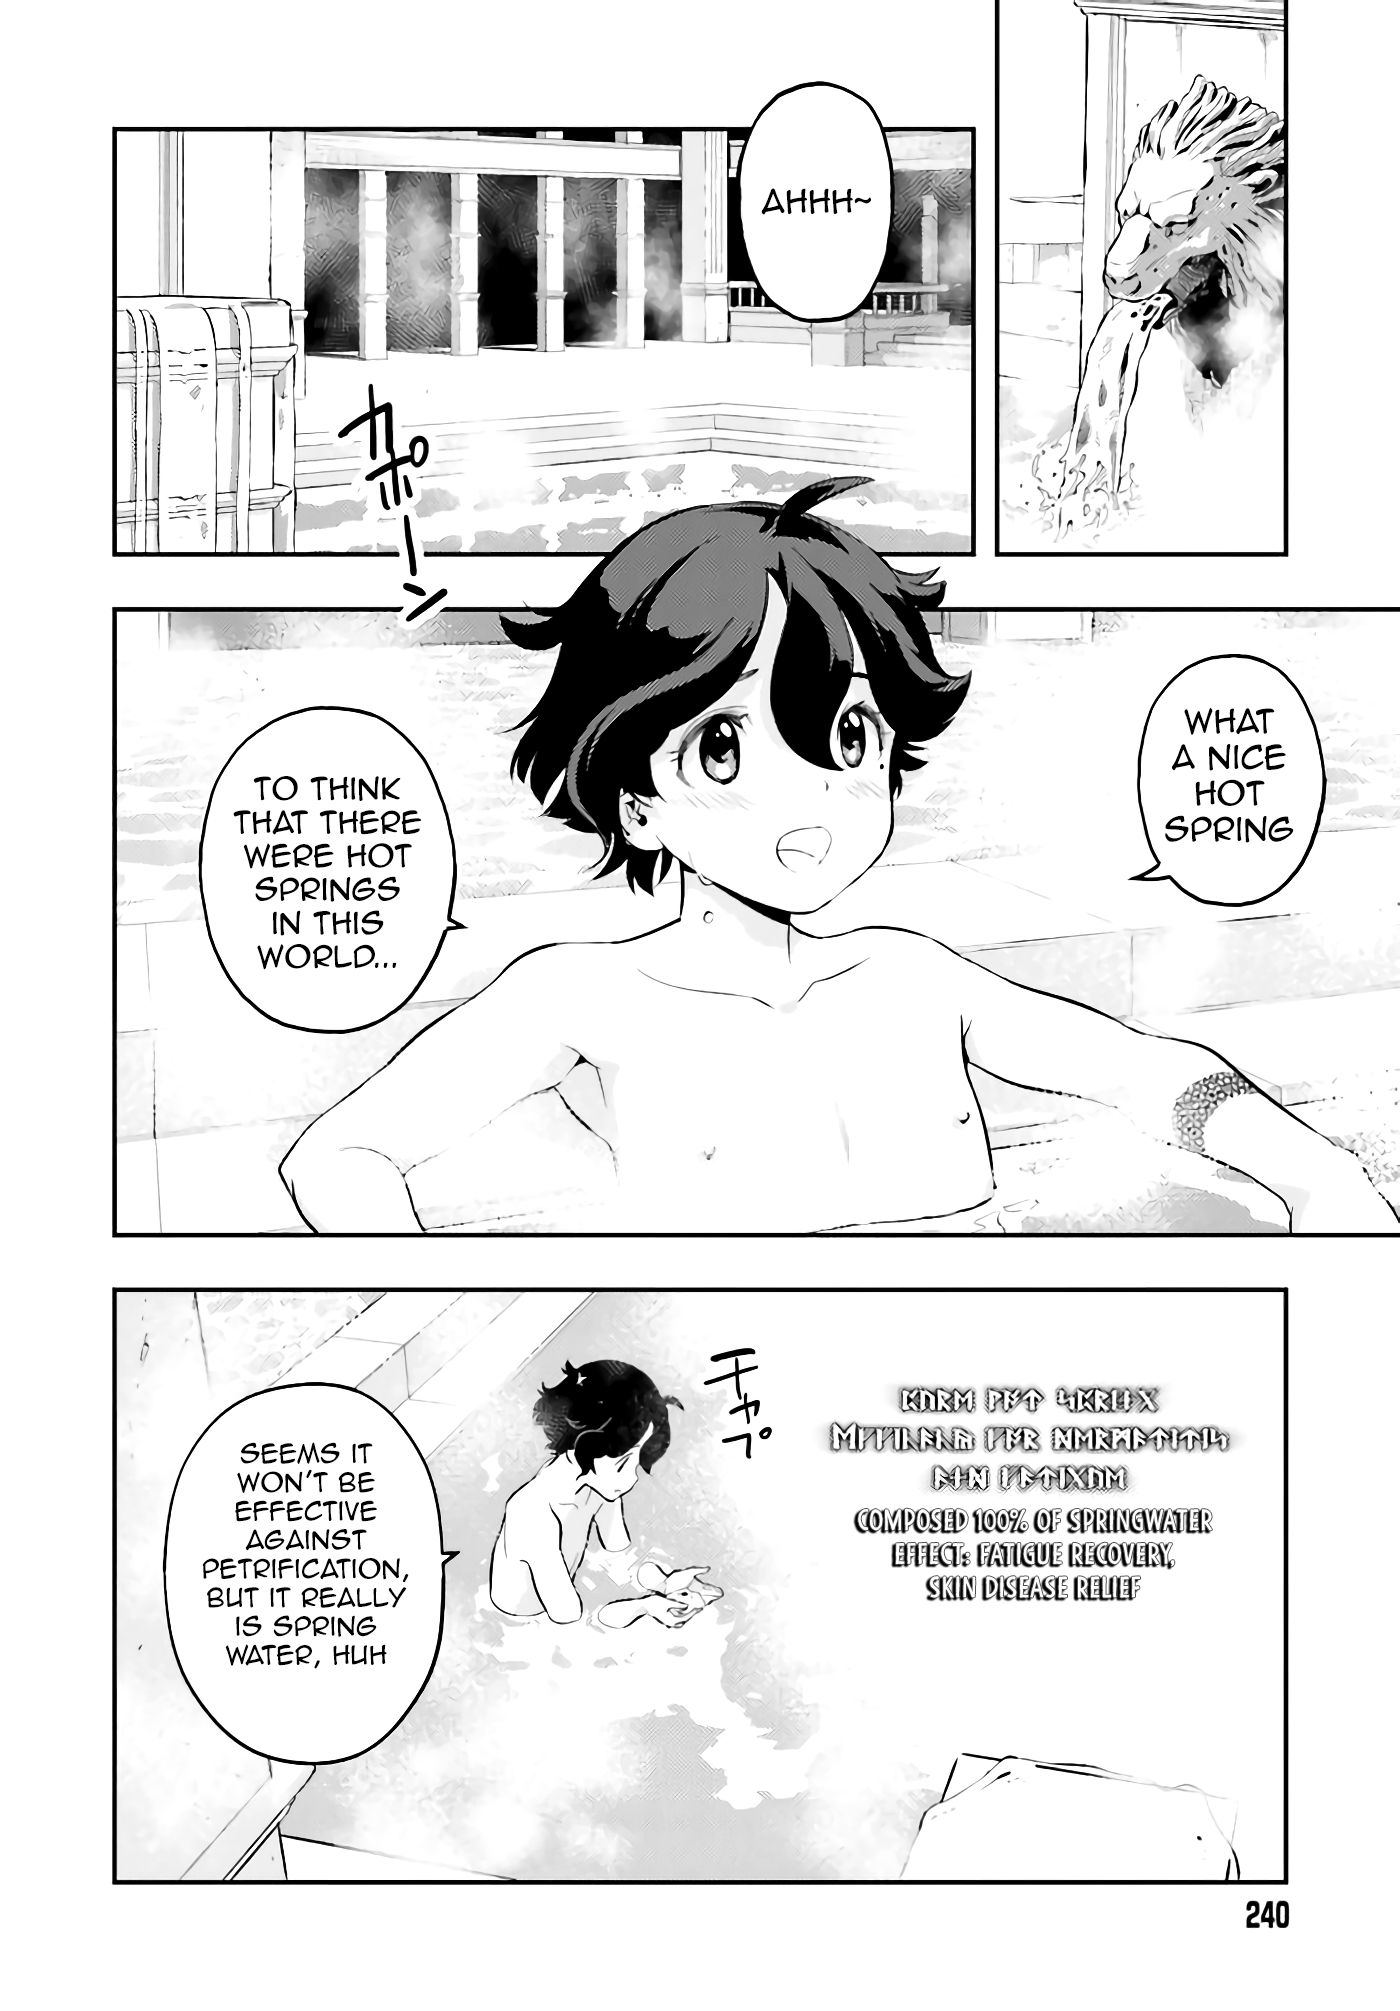 AHHH~
カポーン
WHAT
A NICE
HOT
SPRING
TO THINK
THAT THERE
WERE HOT
SPRINGS
IN THIS
WORLD...
チャプ
COMPOSED 100% OF SPRINGWATER
EFFECT: FATIGUE RECOVERY,
SKIN DISEASE RELIEF
SEEMS IT
WON'T BE
EFFECTIVE
AGAINST
PETRIFICATION,
BUT IT REALLY
IS SPRING
WATER, HUH
240